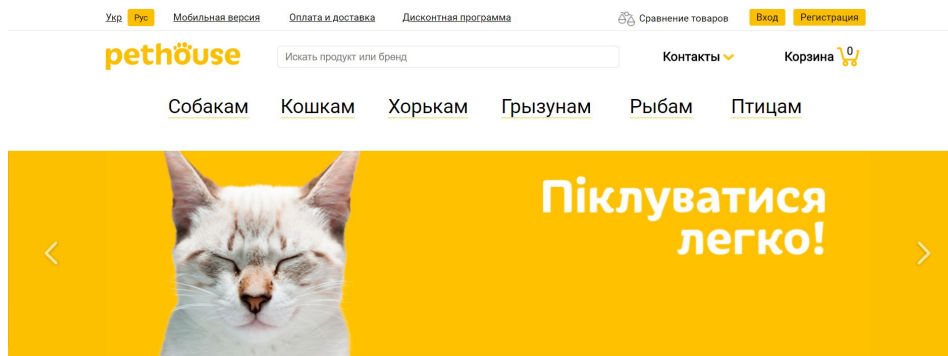 Укр Рус Мобильная версия Оплата и доставка Дисконтная программа Сравнение товаров Вход Регистрация
pethouse Искать продукт или бренд Контакты Корзина 0
Собакам Кошкам Хорькам Грызунам Рыбам Птицам
Піклуватися
легко!